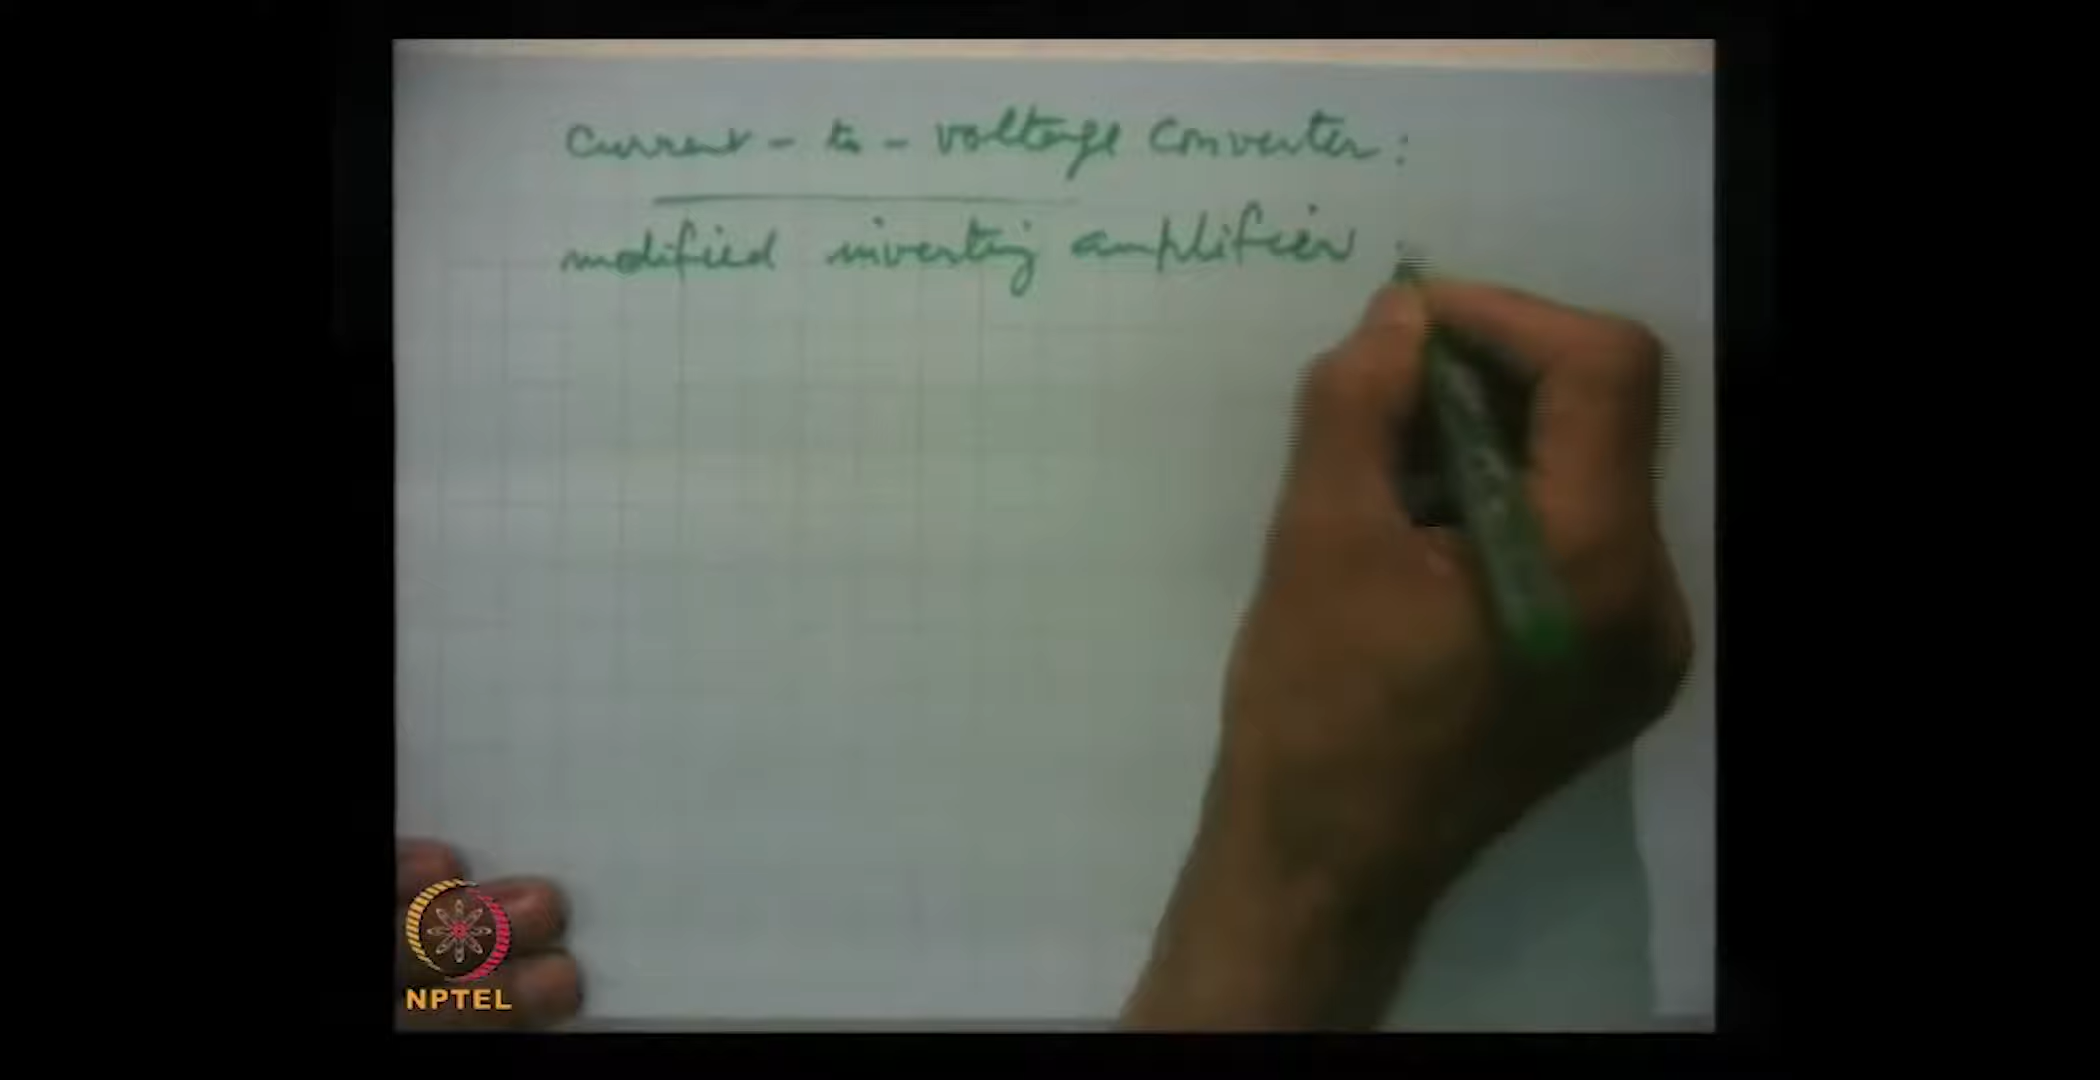 Current - to - voltage converter:
modified inverting amplifier :
NPTEL